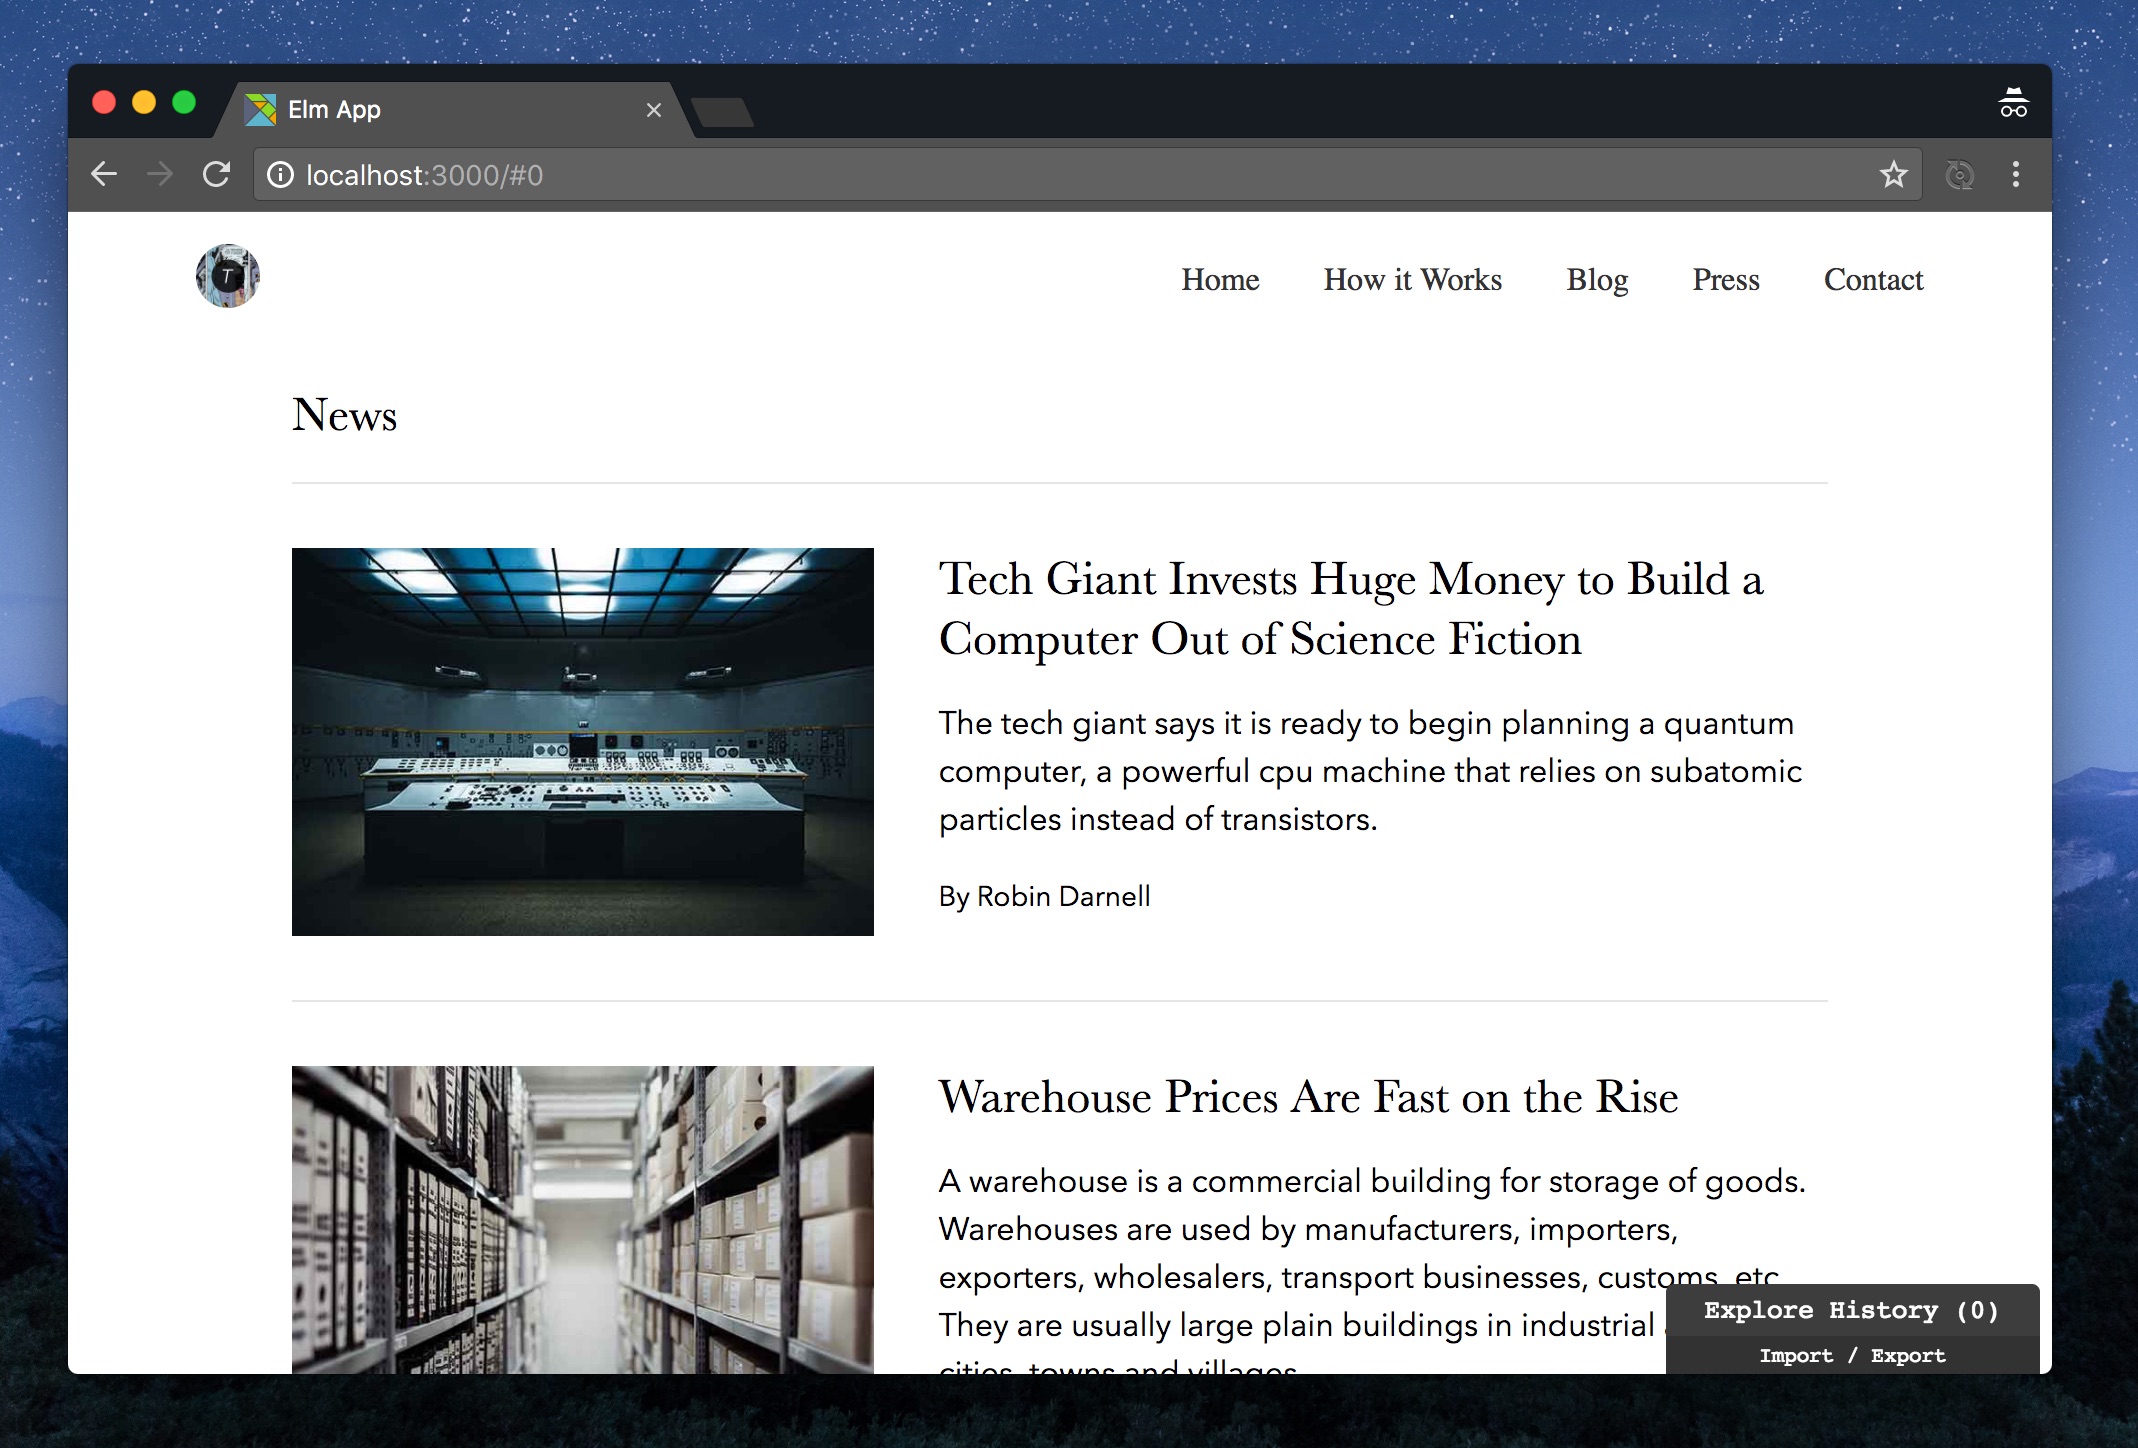 Elm App
localhost:3000/#0
T
Home How it Works Blog Press Contact
News
Tech Giant Invests Huge Money to Build a
Computer Out of Science Fiction
The tech giant says it is ready to begin planning a quantum
computer, a powerful cpu machine that relies on subatomic
particles instead of transistors.
By Robin Darnell
Warehouse Prices Are Fast on the Rise
A warehouse is a commercial building for storage of goods.
Warehouses are used by manufacturers, importers,
exporters, wholesalers, transport businesses, customs, etc
They are usually large plain buildings in industrial
cities, towns and villages
Explore History (0)
Import / Export